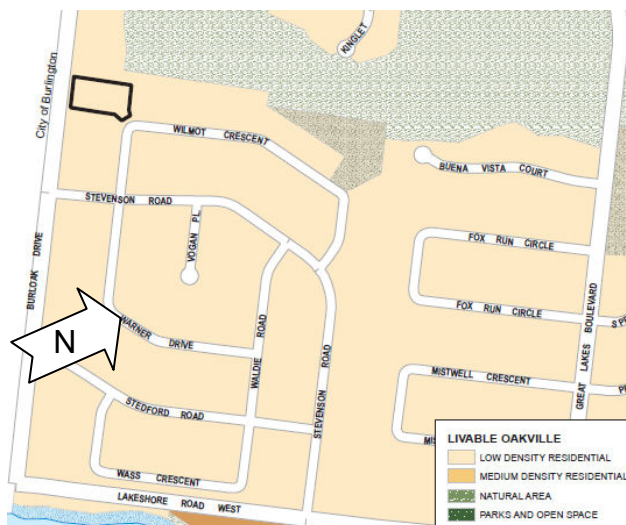 KINGLET
City of Burlington
WILMOT CRESCENT
BUENA VISTA COURT
STEVENSON ROAD
VOGAN PL.
FOX RUN CIRCLE
BURLOAK DRIVE
FOX RUN CIRCLE
GREAT LAKES BOULEVARD
WARNER DRIVE
N
WALDIE ROAD
STEVENSON ROAD
MISTWELL CRESCENT
STEDFORD ROAD
WASS CRESCENT
LAKESHORE ROAD WEST
LIVABLE OAKVILLE
LOW DENSITY RESIDENTIAL
MEDIUM DENSITY RESIDENTIAL
NATURAL AREA
PARKS AND OPEN SPACE